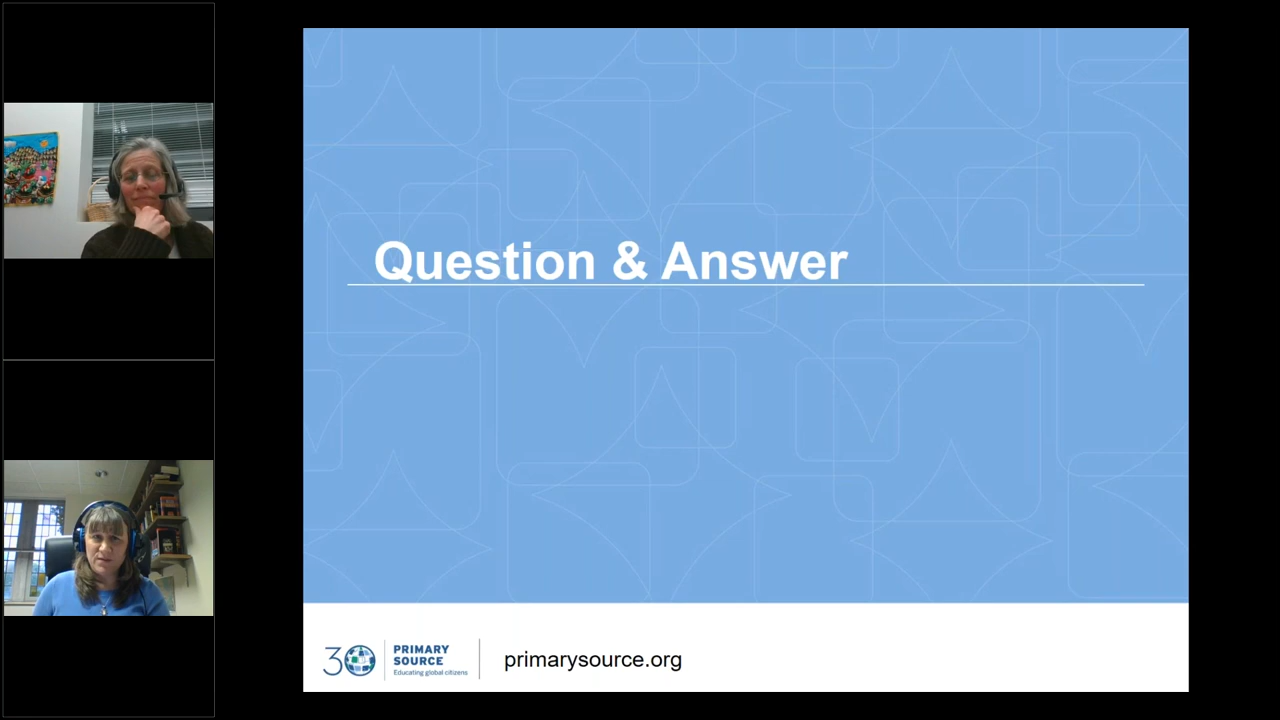 Question & Answer
30
PRIMARY
SOURCE
Educating global citizens
primarysource.org